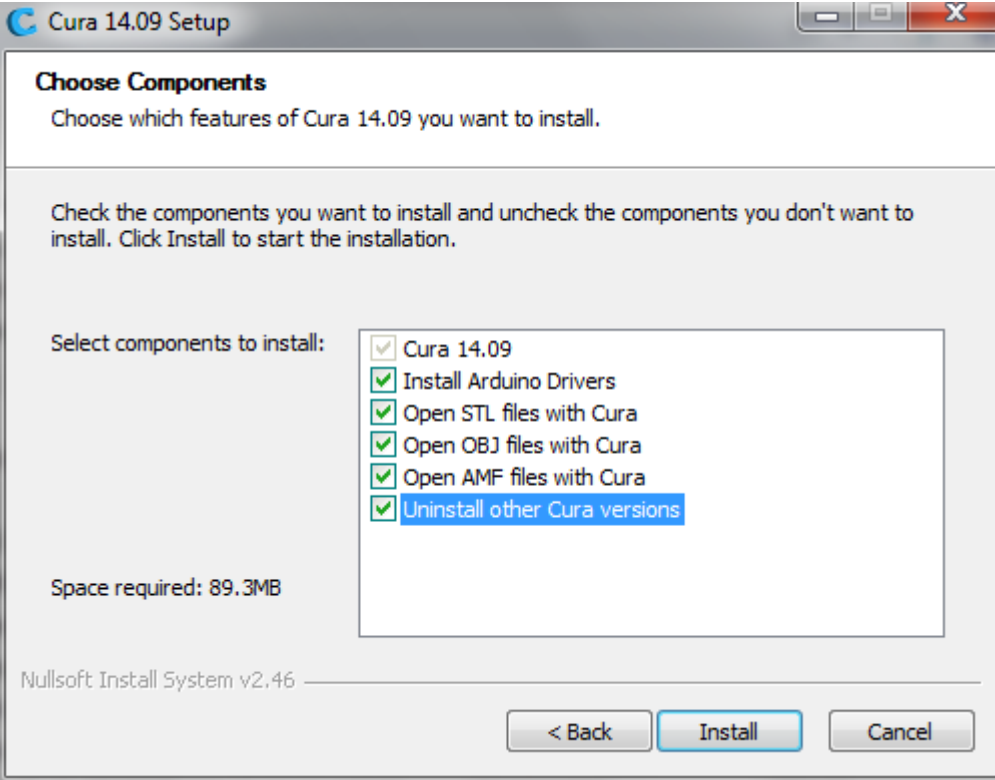 Cura 14.09 Setup
Choose Components
Choose which features of Cura 14.09 you want to install.
Check the components you want to install and uncheck the components you don't want to
install. Click Install to start the installation.
Select components to install:
Cura 14.09
Install Arduino Drivers
Open STL files with Cura
Open OBJ files with Cura
Open AMF files with Cura
Uninstall other Cura versions
Space required: 89.3MB
Nullsoft Install System v2.46
< Back
Install
Cancel